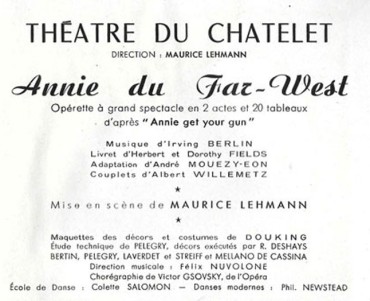 THÉATRE DU CHATELET
DIRECTION : MAURICE LEHMANN
Annie du Far-West
Opérette à grand spectacle en 2 actes et 20 tableaux
d'après "Annie get your gun"
Musique d'Irving BERLIN
Livret d'Herbert et Dorothy FIELDS
Adaptation d'André MOUEZY-EON
Couplets d'Albert WILLEMETZ
*
Mise en scène de MAURICE LEHMANN
*
Maquettes des décors et costumes de DOUKING
Étude technique de PELEGRY, décors exécutés par R. DESHAYS
BERTIN, PELEGRY, LAVERDET et STREIFF et MELLANO DE CASSINA
Direction musicale : Félix NUVOLONE
Chorégraphie de Victor GSOVSKY, de l'Opéra
École de Danse : Colette SALOMON — Danses modernes : Phil. NEWSTEAD